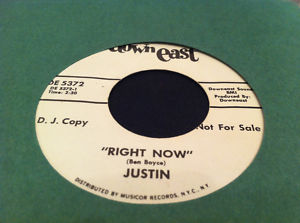 down east
DE 5372
DE 5372-1
Time: 2:30
Downeast Sound
BMI
Produced by:
Downeast
D. J. Copy
Not For Sale
"RIGHT NOW"
(Ben Boyce)
JUSTIN
DISTRIBUTED BY MUSICOR RECORDS, N.Y.C., N.Y.